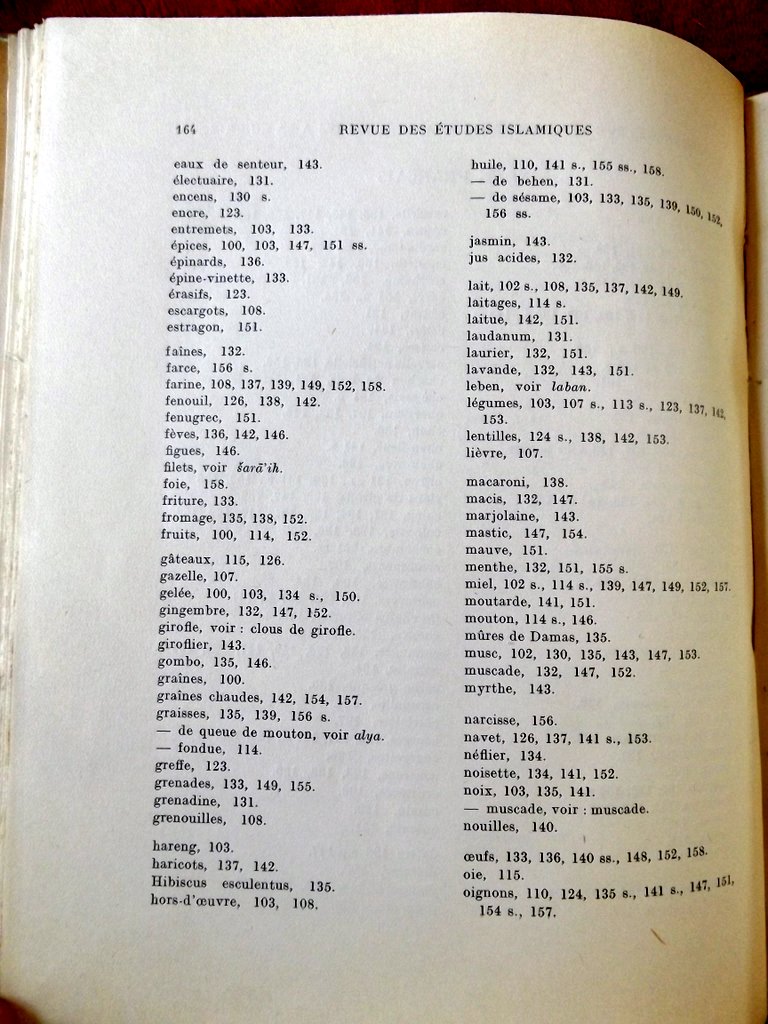 164
REVUE DES ÉTUDES ISLAMIQUES
eaux de senteur, 143.
électuaire, 131.
encens, 130 s.
encre, 123.
entremets, 103, 133.
épices, 100, 103, 147, 151 ss.
épinards, 136.
épine-vinette, 133.
érasifs, 123.
escargots, 108.
estragon, 151.
faînes, 132.
farce, 156 s.
farine, 108, 137, 139, 149, 152, 158.
fenouil, 126, 138, 142.
fenugrec, 151.
fèves, 136, 142, 146.
figues, 146.
filets, voir šarā'ih.
foie, 158.
friture, 133.
fromage, 135, 138, 152.
fruits, 100, 114, 152.
gâteaux, 115, 126.
gazelle, 107.
gelée, 100, 103, 134 s., 150.
gingembre, 132, 147, 152.
girofle, voir : clous de girofle.
giroflier, 143.
gombo, 135, 146.
graînes, 100.
graînes chaudes, 142, 154, 157.
graisses, 135, 139, 156 s.
— de queue de mouton, voir alya.
— fondue, 114.
greffe, 123.
grenades, 133, 149, 155.
grenadine, 131.
grenouilles, 108.
hareng, 103.
haricots, 137, 142.
Hibiscus esculentus, 135.
hors-d'œuvre, 103, 108.
huile, 110, 141 s., 155 ss., 158.
— de behen, 131.
— de sésame, 103, 133, 135, 139, 150, 152,
156 ss.
jasmin, 143.
jus acides, 132.
lait, 102 s., 108, 135, 137, 142, 149.
laitages, 114 s.
laitue, 142, 151.
laudanum, 131.
laurier, 132, 151.
lavande, 132, 143, 151.
leben, voir laban.
légumes, 103, 107 s., 113 s., 123, 137, 142,
153.
lentilles, 124 s., 138, 142, 153.
lièvre, 107.
macaroni, 138.
macis, 132, 147.
marjolaine, 143.
mastic, 147, 154.
mauve, 151.
menthe, 132, 151, 155 s.
miel, 102 s., 114 s., 139, 147, 149, 152, 157.
moutarde, 141, 151.
mouton, 114 s., 146.
mûres de Damas, 135.
musc, 102, 130, 135, 143, 147, 153.
muscade, 132, 147, 152.
myrthe, 143.
narcisse, 156.
navet, 126, 137, 141 s., 153.
néflier, 134.
noisette, 134, 141, 152.
noix, 103, 135, 141.
— muscade, voir : muscade.
nouilles, 140.
œufs, 133, 136, 140 ss., 148, 152, 158.
oie, 115.
oignons, 110, 124, 135 s., 141 s., 147, 151,
154 s., 157.